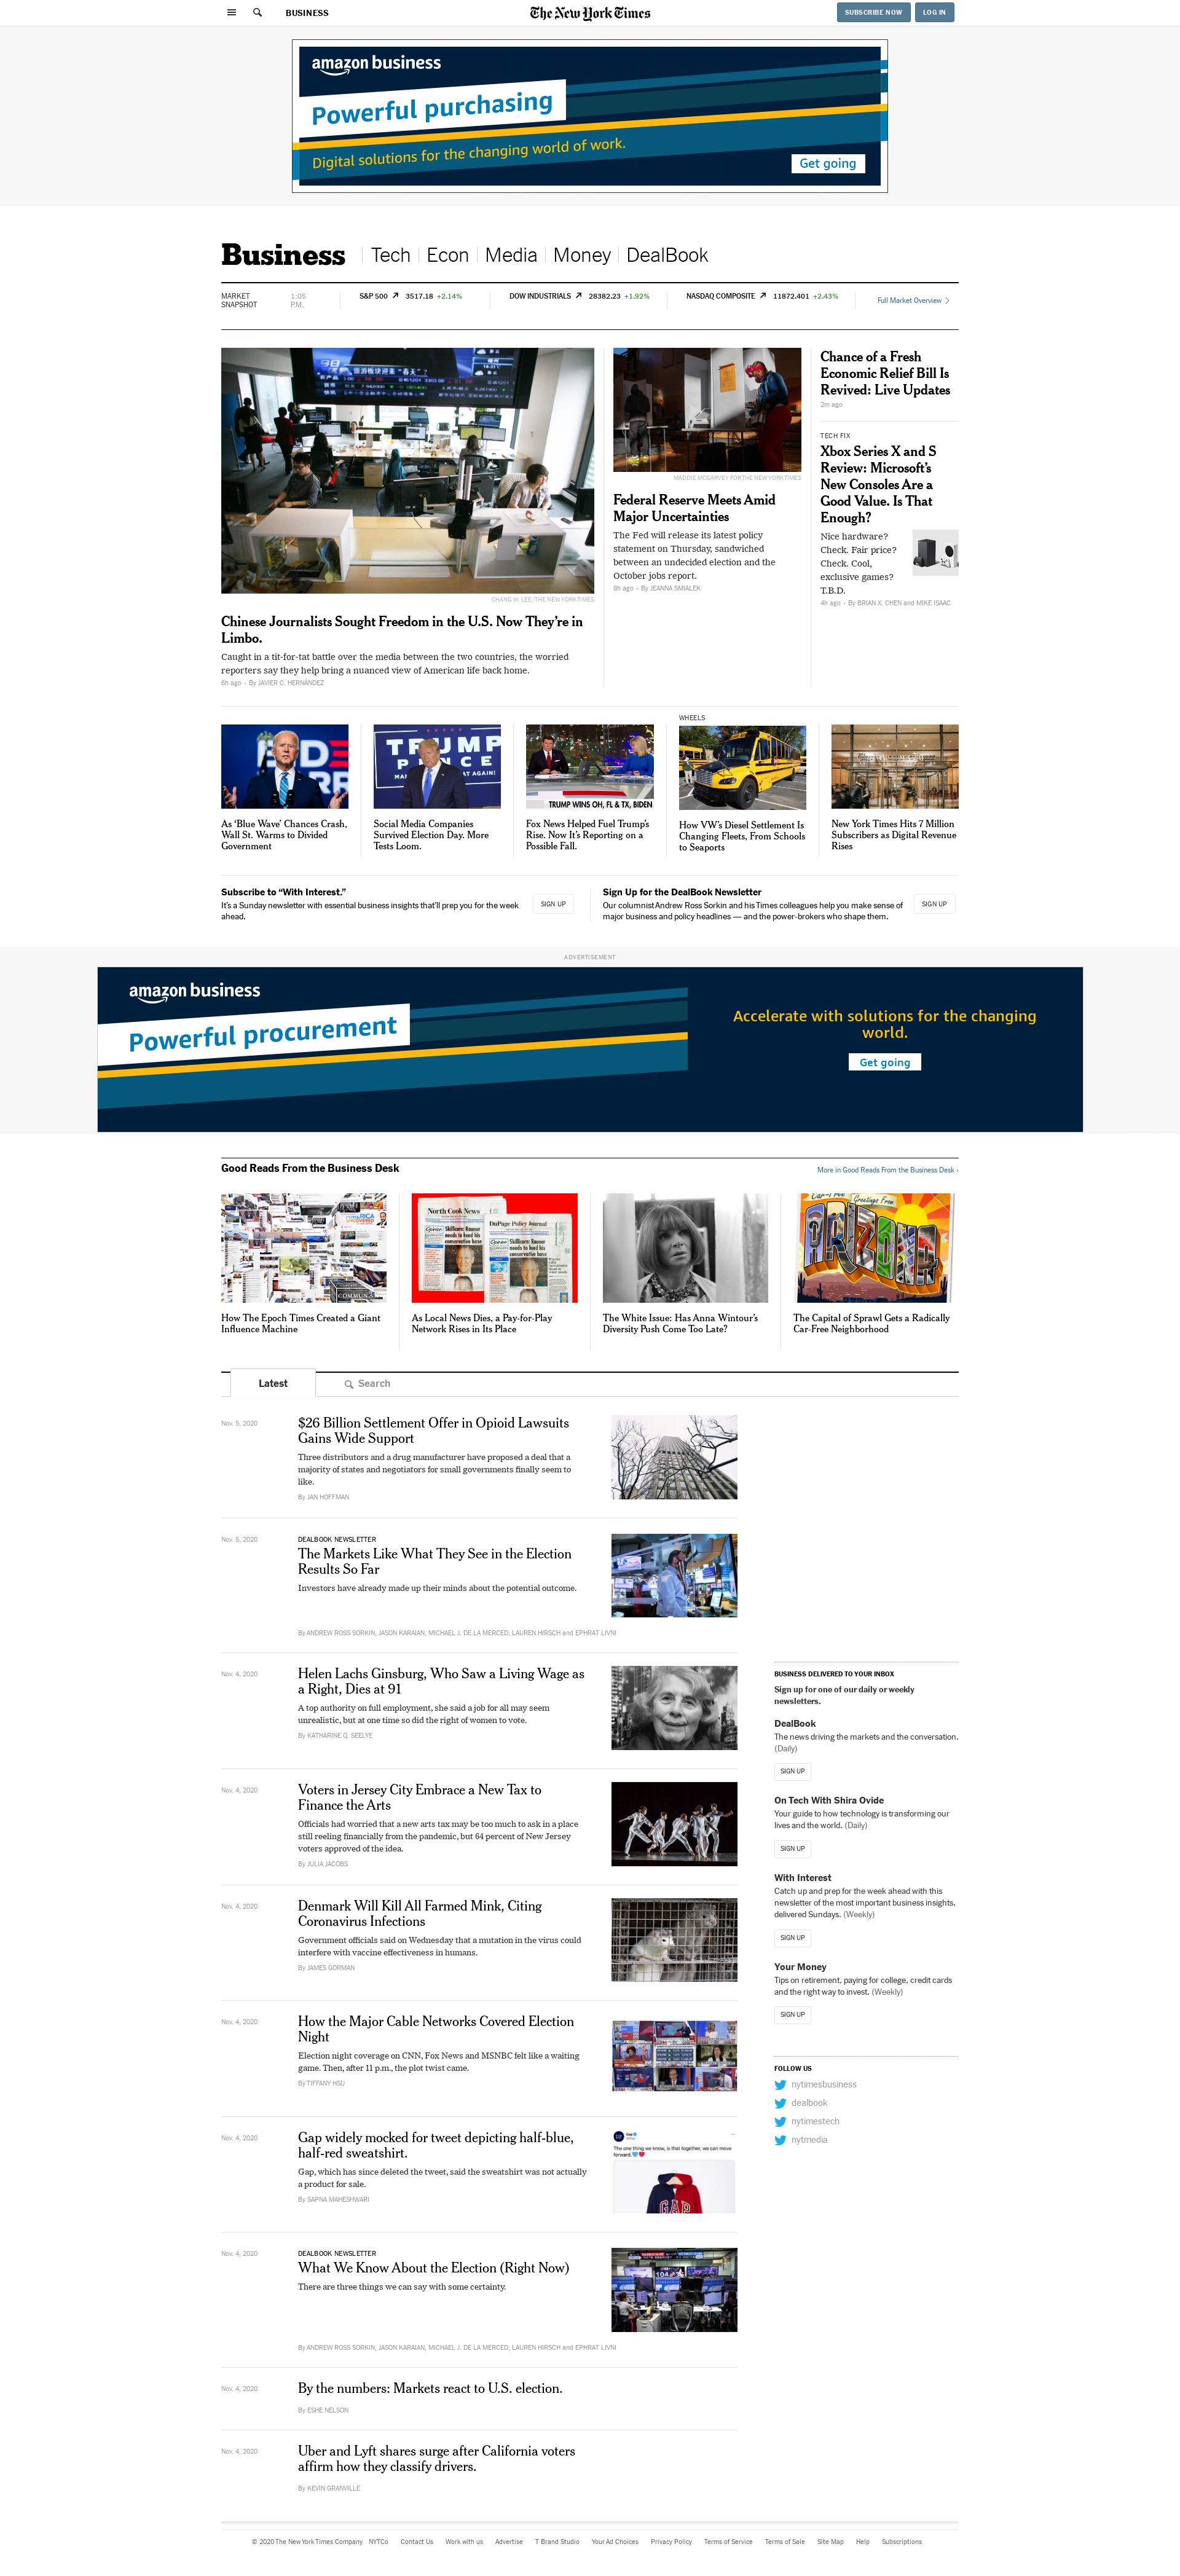 BUSINESS
The New York Times
SUBSCRIBE NOW
LOG IN
amazon business
Powerful purchasing
Digital solutions for the changing world of work.
Get going
Business
Tech
Econ
Media
Money
DealBook
MARKET
SNAPSHOT
1:05
P.M.
S&P 500 3517.18 +2.14%
DOW INDUSTRIALS 28382.23 +1.92%
NASDAQ COMPOSITE 11872.401 +2.43%
Full Market Overview
CHANG W. LEE/THE NEW YORK TIMES
Chinese Journalists Sought Freedom in the U.S. Now They’re in
Limbo.
Caught in a tit-for-tat battle over the media between the two countries, the worried
reporters say they help bring a nuanced view of American life back home.
6h ago • By JAVIER C. HERNÁNDEZ
MADDIE MCGARVEY FOR THE NEW YORK TIMES
Federal Reserve Meets Amid
Major Uncertainties
The Fed will release its latest policy
statement on Thursday, sandwiched
between an undecided election and the
October jobs report.
8h ago • By JEANNA SMIALEK
Chance of a Fresh
Economic Relief Bill Is
Revived: Live Updates
2m ago
TECH FIX
Xbox Series X and S
Review: Microsoft’s
New Consoles Are a
Good Value. Is That
Enough?
Nice hardware?
Check. Fair price?
Check. Cool,
exclusive games?
T.B.D.
4h ago • By BRIAN X. CHEN and MIKE ISAAC
As ‘Blue Wave’ Chances Crash,
Wall St. Warms to Divided
Government
TRUMP
PENCE
Social Media Companies
Survived Election Day. More
Tests Loom.
TRUMP WINS OH, FL & TX, BIDEN
Fox News Helped Fuel Trump’s
Rise. Now It’s Reporting on a
Possible Fall.
WHEELS
How VW’s Diesel Settlement Is
Changing Fleets, From Schools
to Seaports
New York Times Hits 7 Million
Subscribers as Digital Revenue
Rises
Subscribe to “With Interest.”
It’s a Sunday newsletter with essential business insights that’ll prep you for the week
ahead.
SIGN UP
Sign Up for the DealBook Newsletter
Our columnist Andrew Ross Sorkin and his Times colleagues help you make sense of
major business and policy headlines — and the power-brokers who shape them.
SIGN UP
ADVERTISEMENT
amazon business
Powerful procurement
Accelerate with solutions for the changing
world.
Get going
Good Reads From the Business Desk
More in Good Reads From the Business Desk ›
How The Epoch Times Created a Giant
Influence Machine
North Cook News
DuPage Policy Journal
As Local News Dies, a Pay-for-Play
Network Rises in Its Place
The White Issue: Has Anna Wintour’s
Diversity Push Come Too Late?
Greetings From
ARIZONA
The Capital of Sprawl Gets a Radically
Car-Free Neighborhood
Latest
Search
Nov. 5, 2020
$26 Billion Settlement Offer in Opioid Lawsuits
Gains Wide Support
Three distributors and a drug manufacturer have proposed a deal that a
majority of states and negotiators for small governments finally seem to
like.
By JAN HOFFMAN
Nov. 5, 2020
DEALBOOK NEWSLETTER
The Markets Like What They See in the Election
Results So Far
Investors have already made up their minds about the potential outcome.
By ANDREW ROSS SORKIN, JASON KARAIAN, MICHAEL J. DE LA MERCED, LAUREN HIRSCH and EPHRAT LIVNI
Nov. 4, 2020
Helen Lachs Ginsburg, Who Saw a Living Wage as
a Right, Dies at 91
A top authority on full employment, she said a job for all may seem
unrealistic, but at one time so did the right of women to vote.
By KATHARINE Q. SEELYE
Nov. 4, 2020
Voters in Jersey City Embrace a New Tax to
Finance the Arts
Officials had worried that a new arts tax may be too much to ask in a place
still reeling financially from the pandemic, but 64 percent of New Jersey
voters approved of the idea.
By JULIA JACOBS
Nov. 4, 2020
Denmark Will Kill All Farmed Mink, Citing
Coronavirus Infections
Government officials said on Wednesday that a mutation in the virus could
interfere with vaccine effectiveness in humans.
By JAMES GORMAN
Nov. 4, 2020
How the Major Cable Networks Covered Election
Night
Election night coverage on CNN, Fox News and MSNBC felt like a waiting
game. Then, after 11 p.m., the plot twist came.
By TIFFANY HSU
Nov. 4, 2020
Gap widely mocked for tweet depicting half-blue,
half-red sweatshirt.
Gap, which has since deleted the tweet, said the sweatshirt was not actually
a product for sale.
By SAPNA MAHESHWARI
The one thing we know, is that together, we can move
forward.
GAP
Nov. 4, 2020
DEALBOOK NEWSLETTER
What We Know About the Election (Right Now)
There are three things we can say with some certainty.
By ANDREW ROSS SORKIN, JASON KARAIAN, MICHAEL J. DE LA MERCED, LAUREN HIRSCH and EPHRAT LIVNI
Nov. 4, 2020
By the numbers: Markets react to U.S. election.
By ESHE NELSON
Nov. 4, 2020
Uber and Lyft shares surge after California voters
affirm how they classify drivers.
By KEVIN GRANVILLE
BUSINESS DELIVERED TO YOUR INBOX
Sign up for one of our daily or weekly
newsletters.
DealBook
The news driving the markets and the conversation.
(Daily)
SIGN UP
On Tech With Shira Ovide
Your guide to how technology is transforming our
lives and the world. (Daily)
SIGN UP
With Interest
Catch up and prep for the week ahead with this
newsletter of the most important business insights,
delivered Sundays. (Weekly)
SIGN UP
Your Money
Tips on retirement, paying for college, credit cards
and the right way to invest. (Weekly)
SIGN UP
FOLLOW US
nytimesbusiness
dealbook
nytimestech
nytmedia
© 2020 The New York Times Company NYTCo Contact Us Work with us Advertise T Brand Studio Your Ad Choices Privacy Policy Terms of Service Terms of Sale Site Map Help Subscriptions